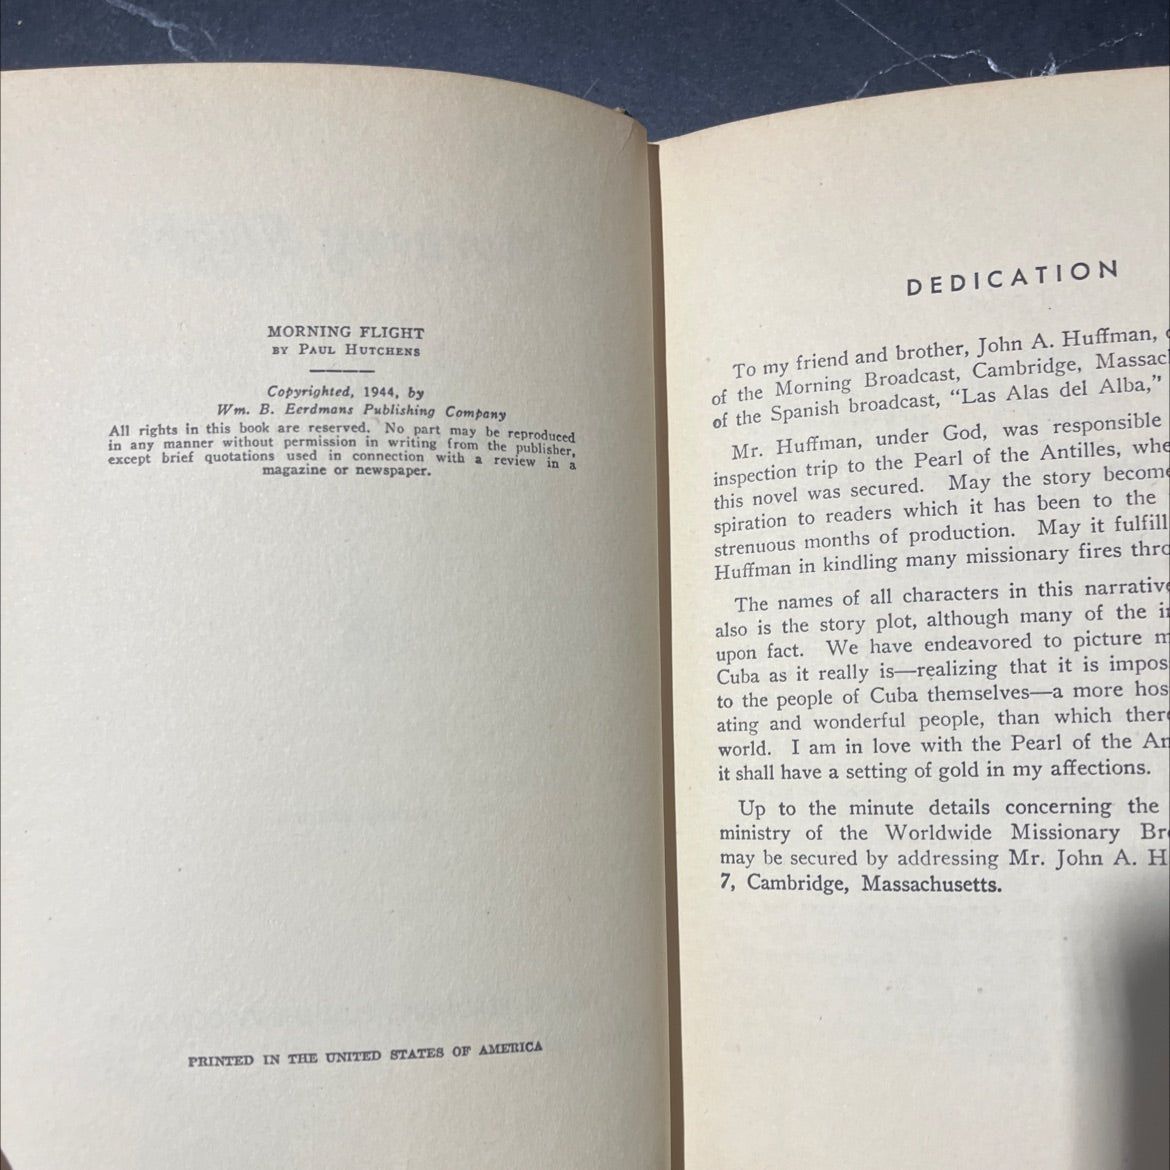 MORNING FLIGHT
BY PAUL HUTCHENS
Copyrighted, 1944, by
Wm. B. Eerdmans Publishing Company
All rights in this book are reserved. No part may be reproduced
in any manner without permission in writing from the publisher,
except brief quotations used in connection with a review in a
magazine or newspaper.
PRINTED IN THE UNITED STATES OF AMERICA
DEDICATION
To my friend and brother, John A. Huffman,
of the Morning Broadcast, Cambridge, Massac
of the Spanish broadcast, "Las Alas del Alba,"
Mr. Huffman, under God, was responsible
inspection trip to the Pearl of the Antilles, whe
this novel was secured. May the story become
spiration to readers which it has been to the
strenuous months of production. May it fulfill
Huffman in kindling many missionary fires thro
The names of all characters in this narrative
also is the story plot, although many of the i
upon fact. We have endeavored to picture m
Cuba as it really is—realizing that it is impos
to the people of Cuba themselves—a more hos
ating and wonderful people, than which there
world. I am in love with the Pearl of the An
it shall have a setting of gold in my affections.
Up to the minute details concerning the
ministry of the Worldwide Missionary Bro
may be secured by addressing Mr. John A. H
7, Cambridge, Massachusetts.